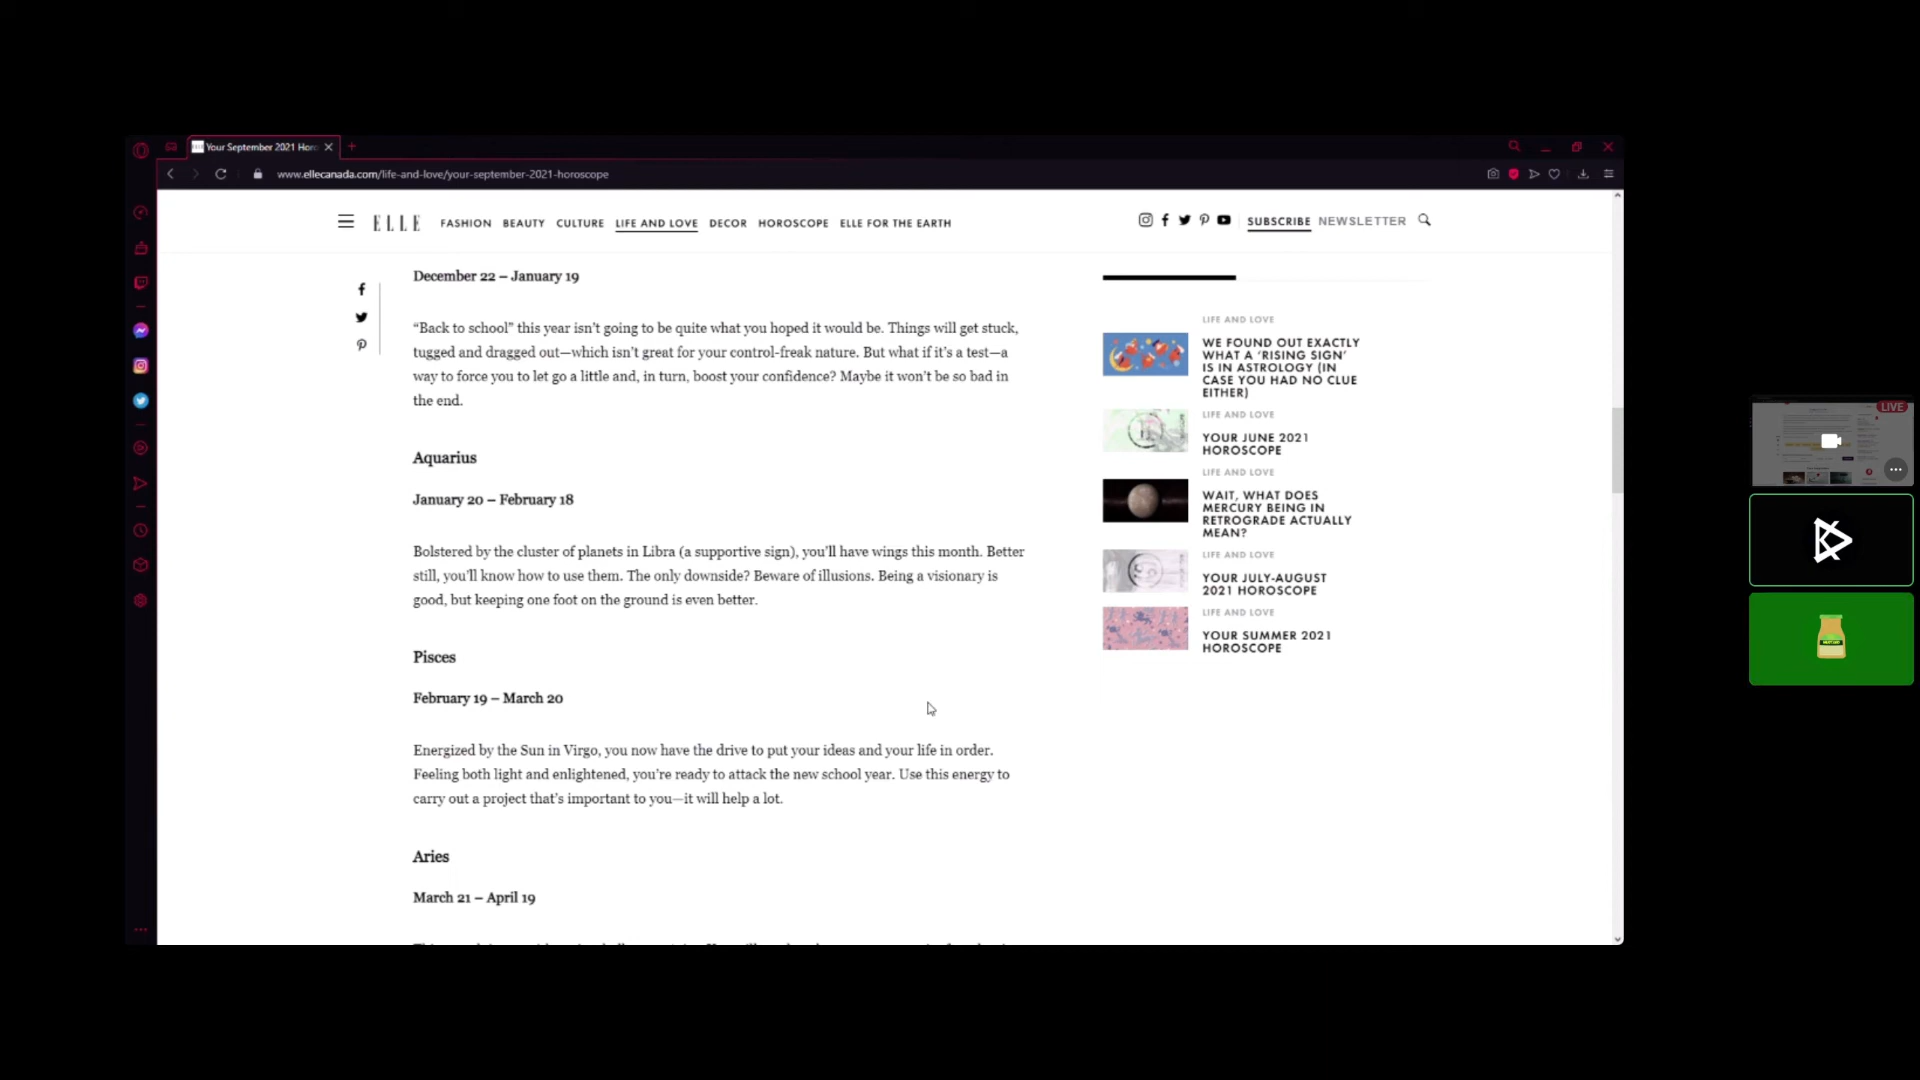 Your September 2021 Horo
www.ellecanada.com/life-and-love/your-september-2021-horoscope
ELLE FASHION BEAUTY CULTURE LIFE AND LOVE DECOR HOROSCOPE ELLE FOR THE EARTH SUBSCRIBE NEWSLETTER
December 22 – January 19
“Back to school” this year isn’t going to be quite what you hoped it would be. Things will get stuck,
tugged and dragged out—which isn’t great for your control-freak nature. But what if it’s a test—a
way to force you to let go a little and, in turn, boost your confidence? Maybe it won’t be so bad in
the end.
Aquarius
January 20 – February 18
Bolstered by the cluster of planets in Libra (a supportive sign), you’ll have wings this month. Better
still, you’ll know how to use them. The only downside? Beware of illusions. Being a visionary is
good, but keeping one foot on the ground is even better.
Pisces
February 19 – March 20
Energized by the Sun in Virgo, you now have the drive to put your ideas and your life in order.
Feeling both light and enlightened, you’re ready to attack the new school year. Use this energy to
carry out a project that’s important to you—it will help a lot.
Aries
March 21 – April 19
LIFE AND LOVE
WE FOUND OUT EXACTLY
WHAT A ‘RISING SIGN’
IS IN ASTROLOGY (IN
CASE YOU HAD NO CLUE
EITHER)
LIFE AND LOVE
YOUR JUNE 2021
HOROSCOPE
LIFE AND LOVE
WAIT, WHAT DOES
MERCURY BEING IN
RETROGRADE ACTUALLY
MEAN?
LIFE AND LOVE
YOUR JULY-AUGUST
2021 HOROSCOPE
LIFE AND LOVE
YOUR SUMMER 2021
HOROSCOPE
LIVE